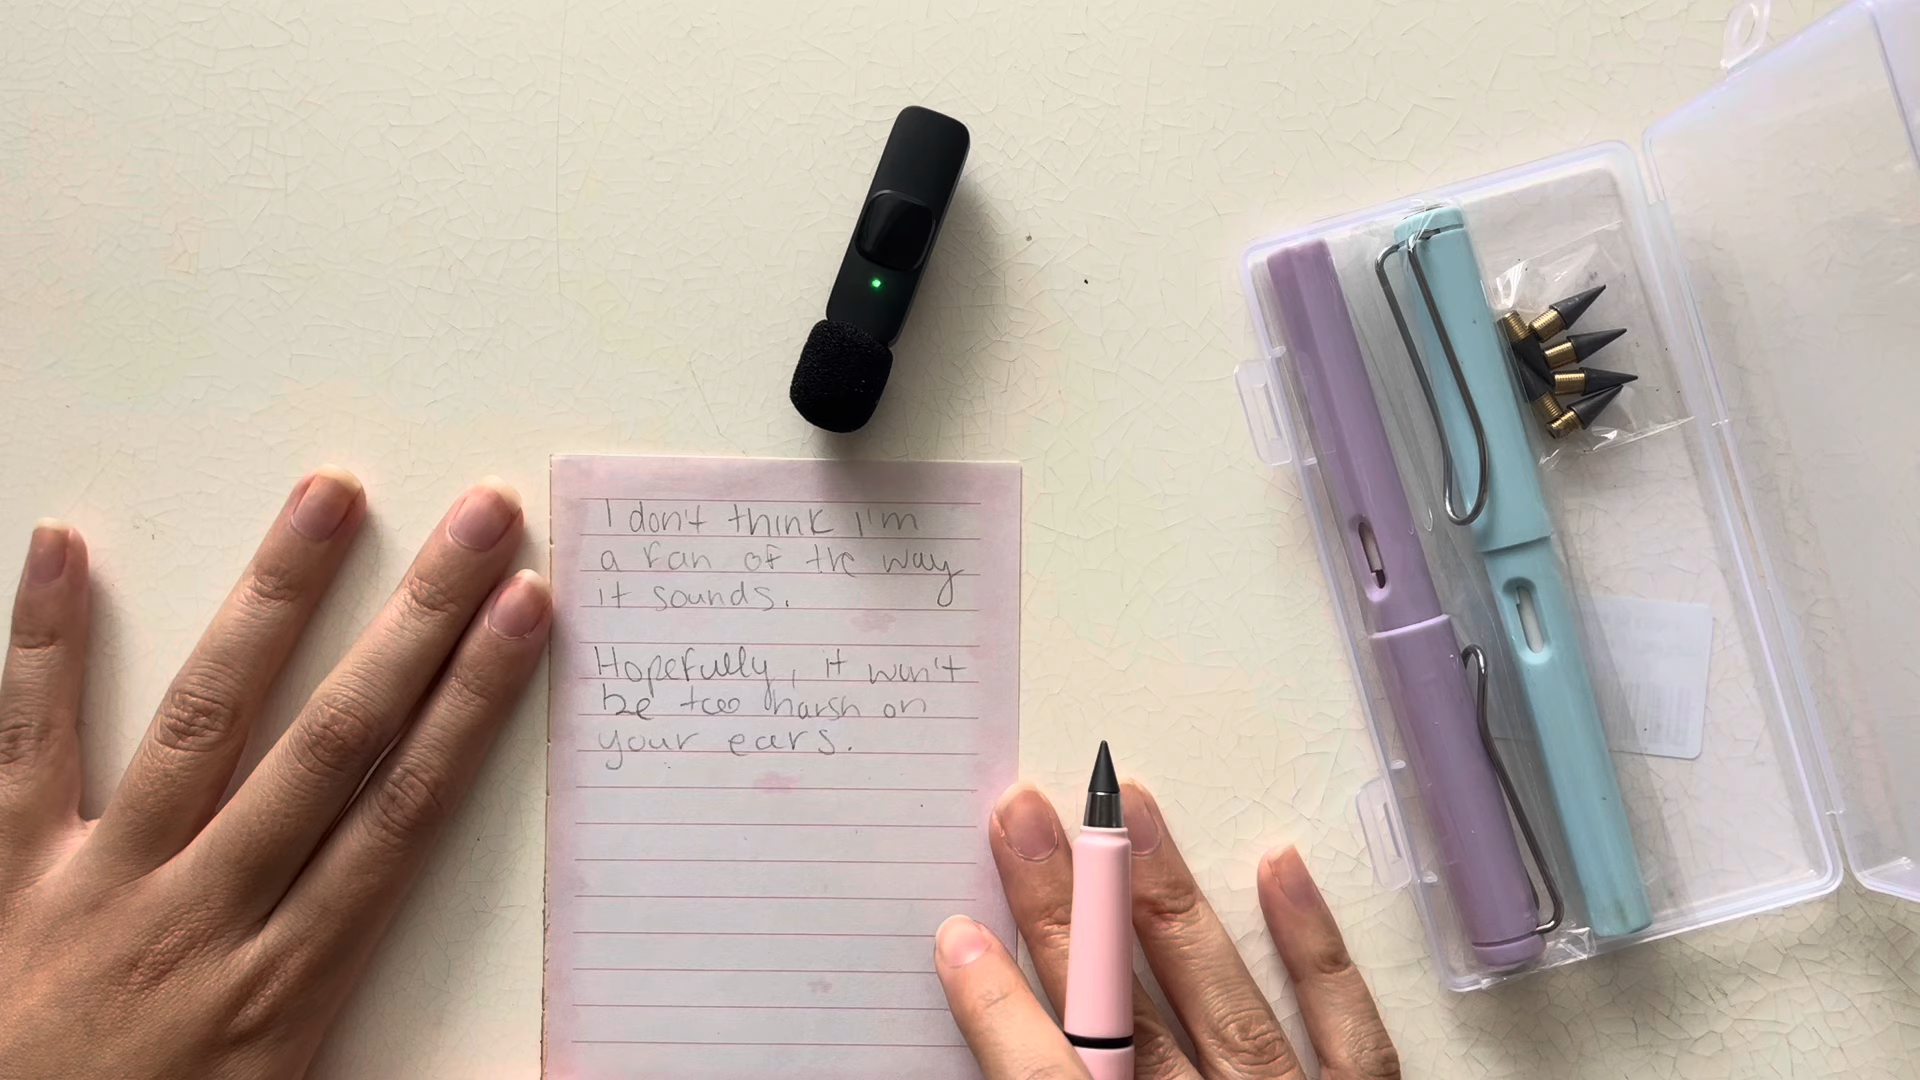 I don't think I'm
a fan of the way
it sounds.
Hopefully, it won't
be too harsh on
your ears.